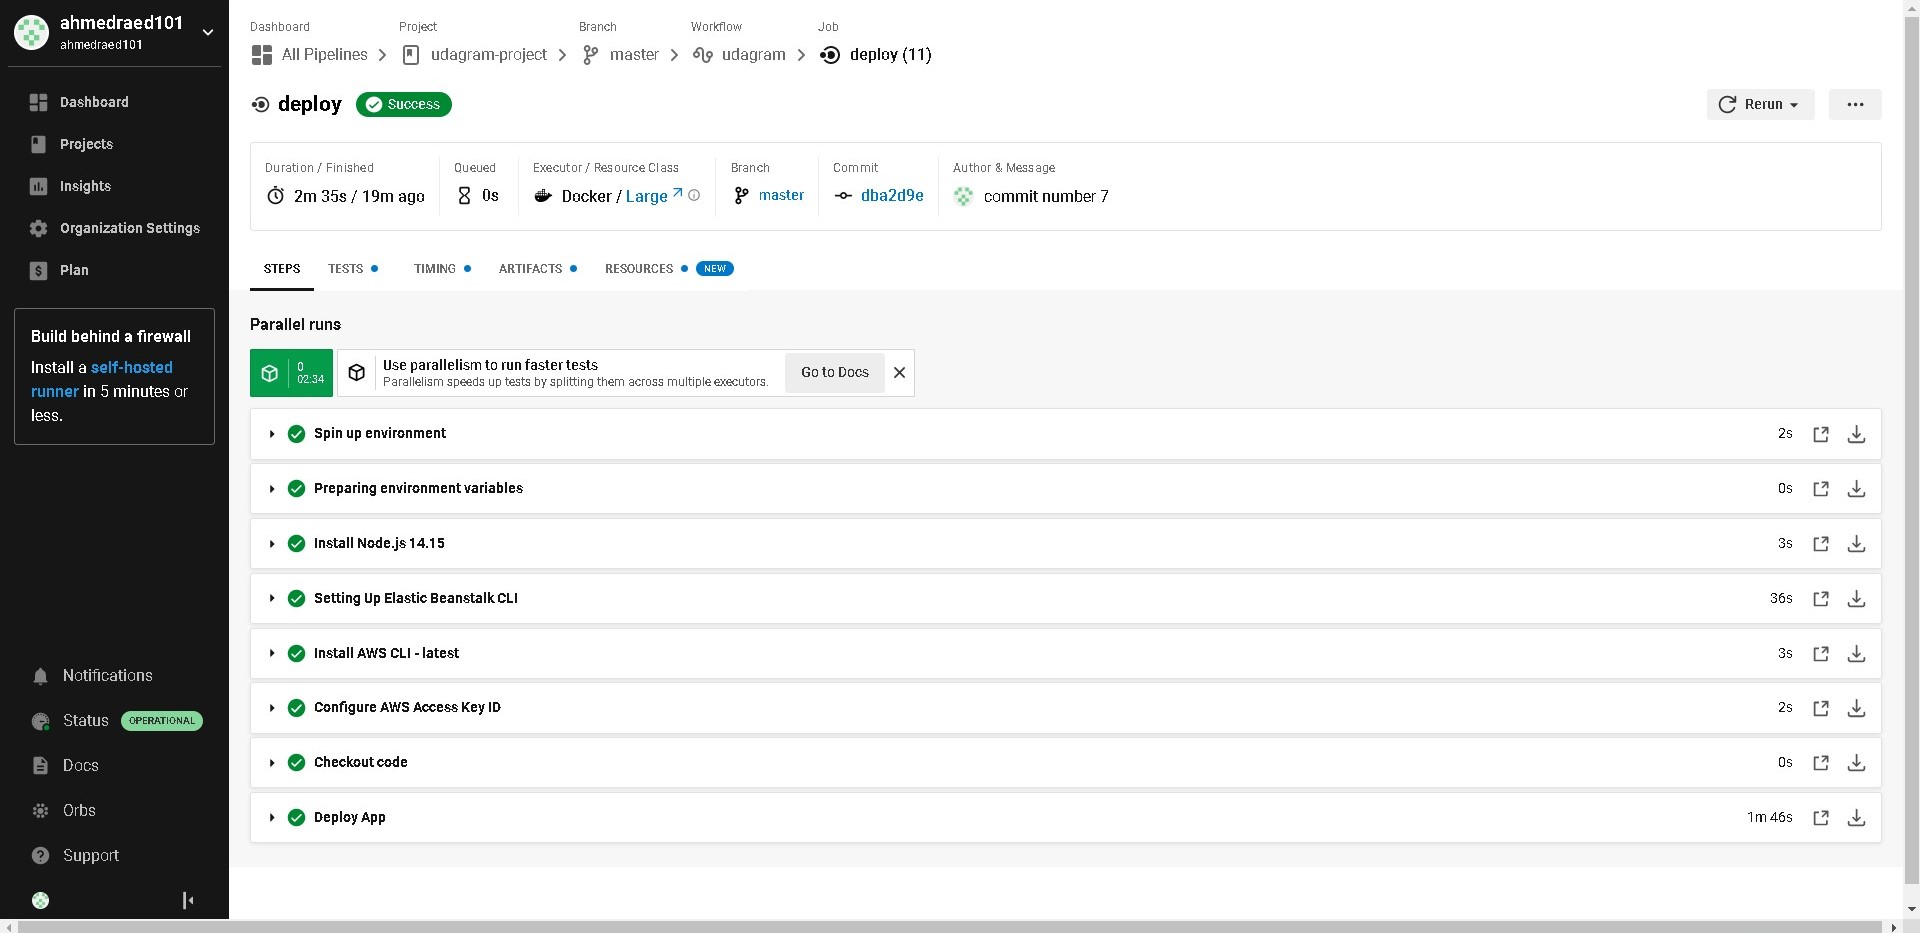 ahmedraed101
ahmedraed101
Dashboard
Projects
Insights
Organization Settings
Plan
Build behind a firewall
Install a self-hosted
runner in 5 minutes or
less.
Notifications
Status OPERATIONAL
Docs
Orbs
Support
Dashboard Project Branch Workflow Job
All Pipelines udagram-project master udagram deploy (11)
deploy Success Rerun
Duration / Finished Queued Executor / Resource Class Branch Commit Author & Message
2m 35s / 19m ago 0s Docker / Large master dba2d9e commit number 7
STEPS TESTS TIMING ARTIFACTS RESOURCES NEW
Parallel runs
0
02:34
Use parallelism to run faster tests
Parallelism speeds up tests by splitting them across multiple executors.
Go to Docs
Spin up environment 2s
Preparing environment variables 0s
Install Node.js 14.15 3s
Setting Up Elastic Beanstalk CLI 36s
Install AWS CLI - latest 3s
Configure AWS Access Key ID 2s
Checkout code 0s
Deploy App 1m 46s